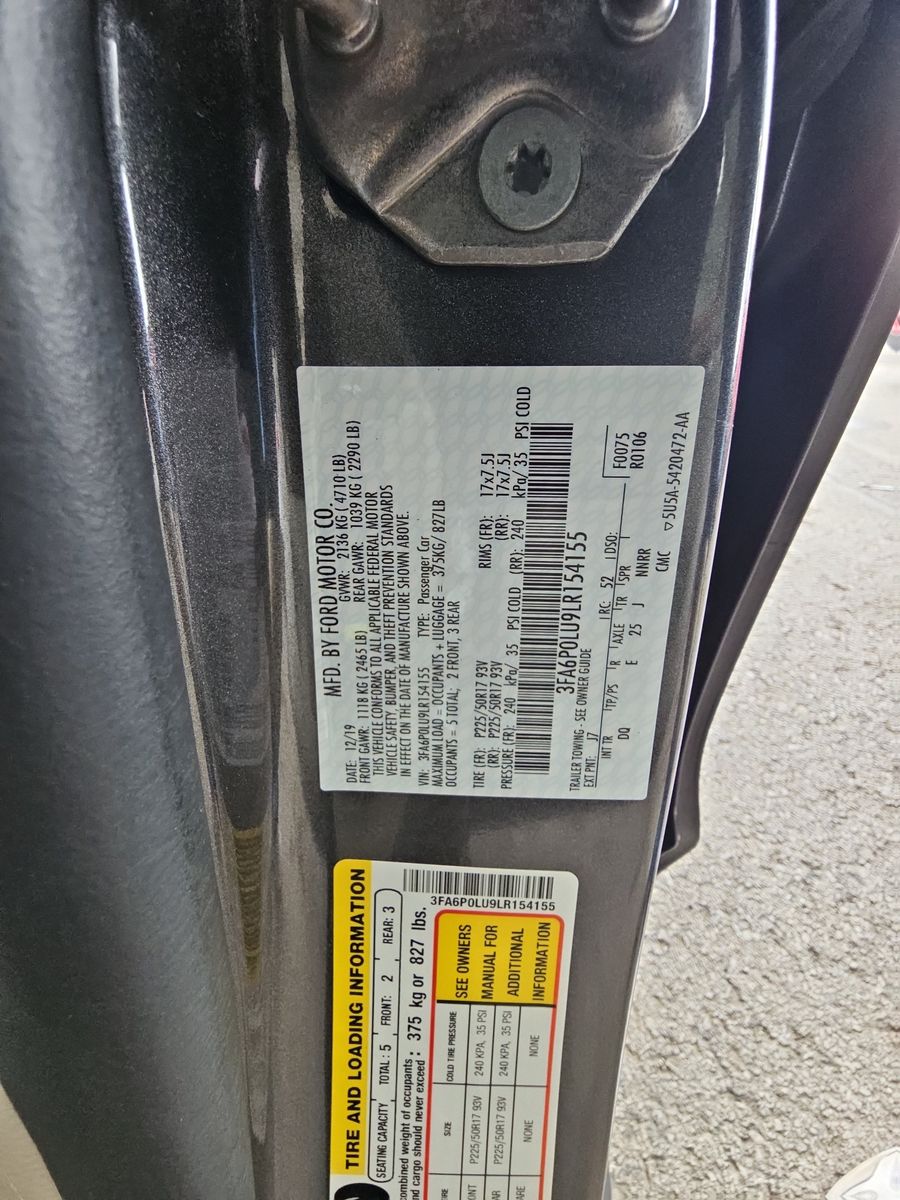 MFD. BY FORD MOTOR CO.
DATE: 12/19 GVWR: 2136 KG ( 4710 LB)
FRONT GAWR: 1118 KG ( 2465 LB) REAR GAWR: 1039 KG ( 2290 LB)
THIS VEHICLE CONFORMS TO ALL APPLICABLE FEDERAL MOTOR
VEHICLE SAFETY, BUMPER, AND THEFT PREVENTION STANDARDS
IN EFFECT ON THE DATE OF MANUFACTURE SHOWN ABOVE.
VIN: 3FA6P0LU9LR154155 TYPE: Passenger Car
MAXIMUM LOAD = OCCUPANTS + LUGGAGE = 375KG/ 827LB
OCCUPANTS = 5 TOTAL; 2 FRONT, 3 REAR
TIRE (FR): P225/50R17 93V RIMS (FR): 17x7.5J
(RR): P225/50R17 93V (RR): 17x7.5J
PRESSURE (FR): 240 kPa/ 35 PSI COLD (RR): 240 kPa/ 35 PSI COLD
3FA6P0LU9LR154155
TRAILER TOWING - SEE OWNER GUIDE
EXT PNT: J7 RC: 52 DSO: F0075
INT TR TP/PS R AXLE TR SPR T R0106
DQ E 25 J NNRR
CMC ▽5U5A-5420472-AA
TIRE AND LOADING INFORMATION
SEATING CAPACITY TOTAL: 5 FRONT: 2 REAR: 3
ombined weight of occupants
nd cargo should never exceed : 375 kg or 827 lbs.
3FA6P0LU9LR154155
IRE SIZE COLD TIRE PRESSURE SEE OWNERS
ONT P225/50R17 93V 240 KPA, 35 PSI MANUAL FOR
AR P225/50R17 93V 240 KPA, 35 PSI ADDITIONAL
ARE NONE NONE INFORMATION